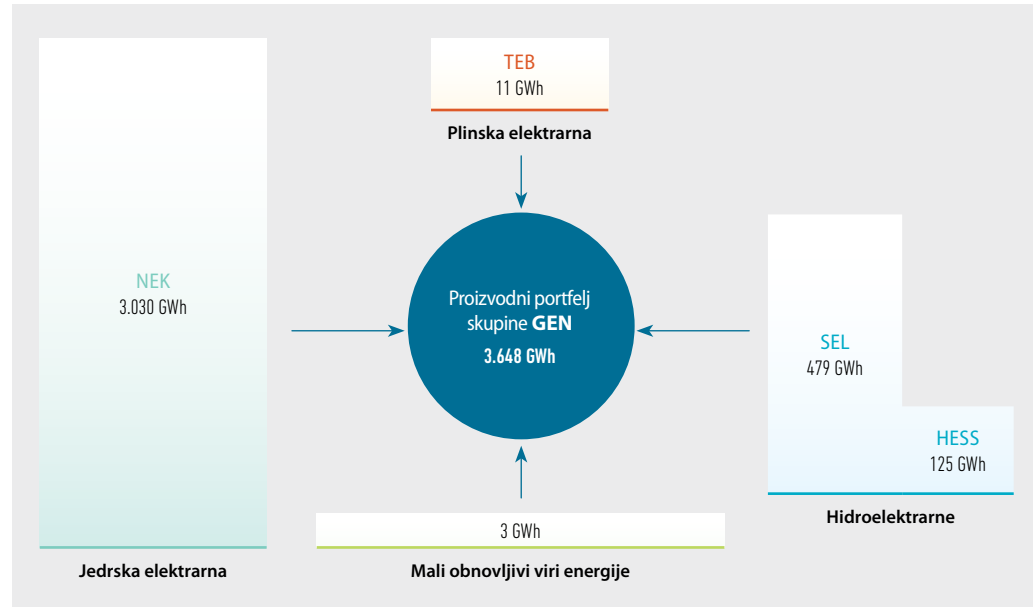 TEB
11 GWh
Plinska elektrarna
NEK
3.030 GWh
Jedrska elektrarna
Proizvodni portfelj
skupine GEN
3.648 GWh
SEL
479 GWh
HESS
125 GWh
Hidroelektrarne
3 GWh
Mali obnovljivi viri energije